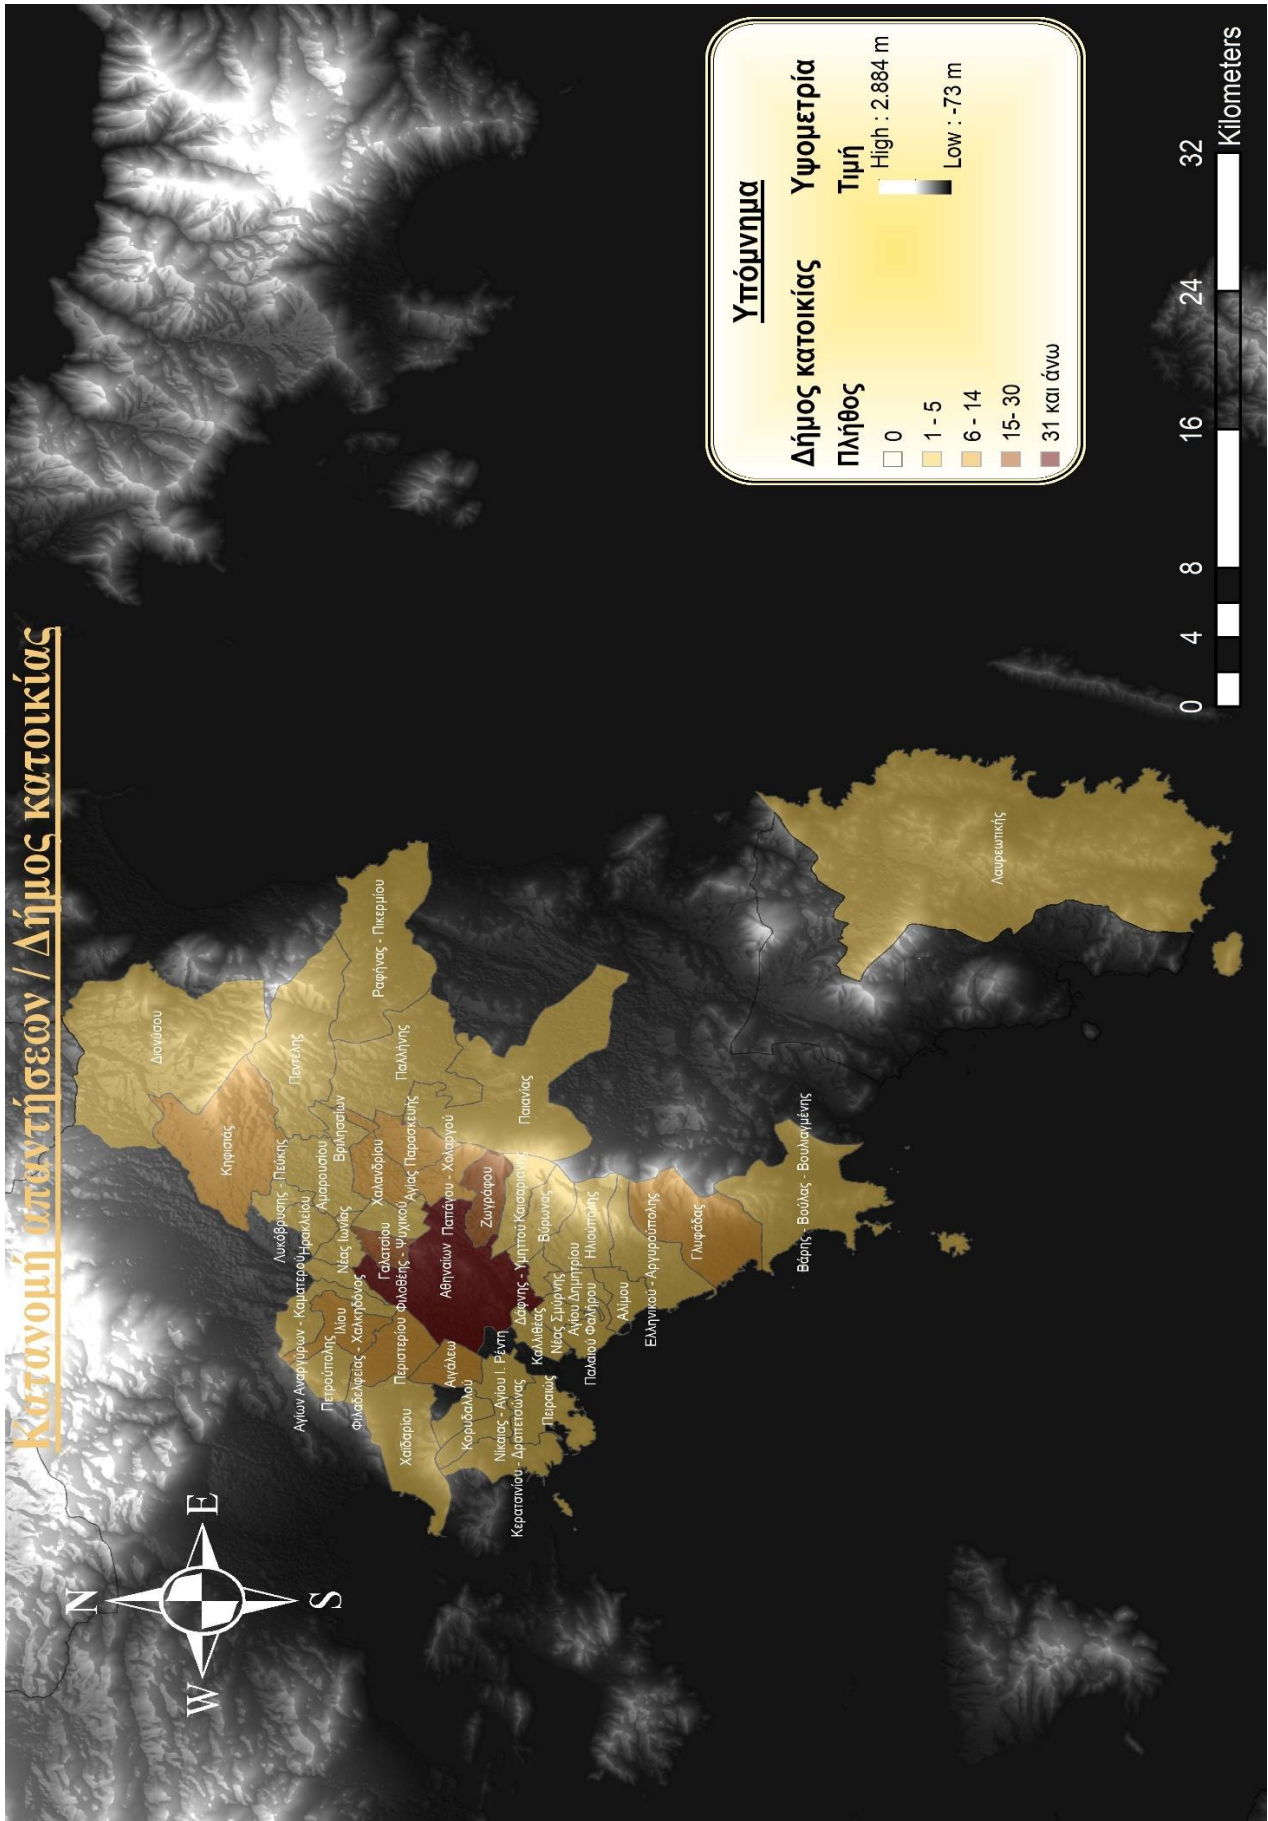 Κατανομή απαντήσεων / Δήμος κατοικίας
N
W
E
S
Διονύσου
Κηφισιάς
Λυκόβρυσης - Πεύκης
Πεντέλης
Ραφήνας - Πικερμίου
Αγίων Αναργύρων - Καματερού
Ηρακλείου
Αμαρουσίου
Βριλησσίων
Πετρούπολης
Ιλίου
Νέας Ιωνίας
Φιλαδελφείας - Χαλκηδόνος
Χαλανδρίου
Παλλήνης
Γαλατσίου
Περιστερίου
Φιλοθέης - Ψυχικού
Αγίας Παρασκευής
Χαϊδαρίου
Αθηναίων
Παπάγου - Χολαργού
Αιγάλεω
Ζωγράφου
Κορυδαλλού
Νίκαιας - Αγίου Ι. Ρέντη
Παιανίας
Κερατσινίου - Δραπετσώνας
Δάφνης - Υμηττού
Καισαριανής
Πειραιώς
Καλλιθέας
Βύρωνος
Νέας Σμύρνης
Αγίου Δημητρίου
Ηλιούπολης
Παλαιού Φαλήρου
Αλίμου
Ελληνικού - Αργυρούπολης
Γλυφάδας
Βάρης - Βούλας - Βουλιαγμένης
Λαυρεωτικής
Υπόμνημα
Δήμος κατοικίας
Πλήθος
0
1 - 5
6 - 14
15- 30
31 και άνω
Υψομετρία
Τιμή
High : 2.884 m
Low : -73 m
0 4 8 16 24 32
Kilometers